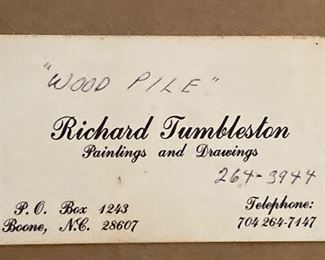 "WOOD PILE"
Richard Tumbleston
Paintings and Drawings
264-3944
P. O. Box 1243
Boone, N.C. 28607
Telephone:
704 264-7147